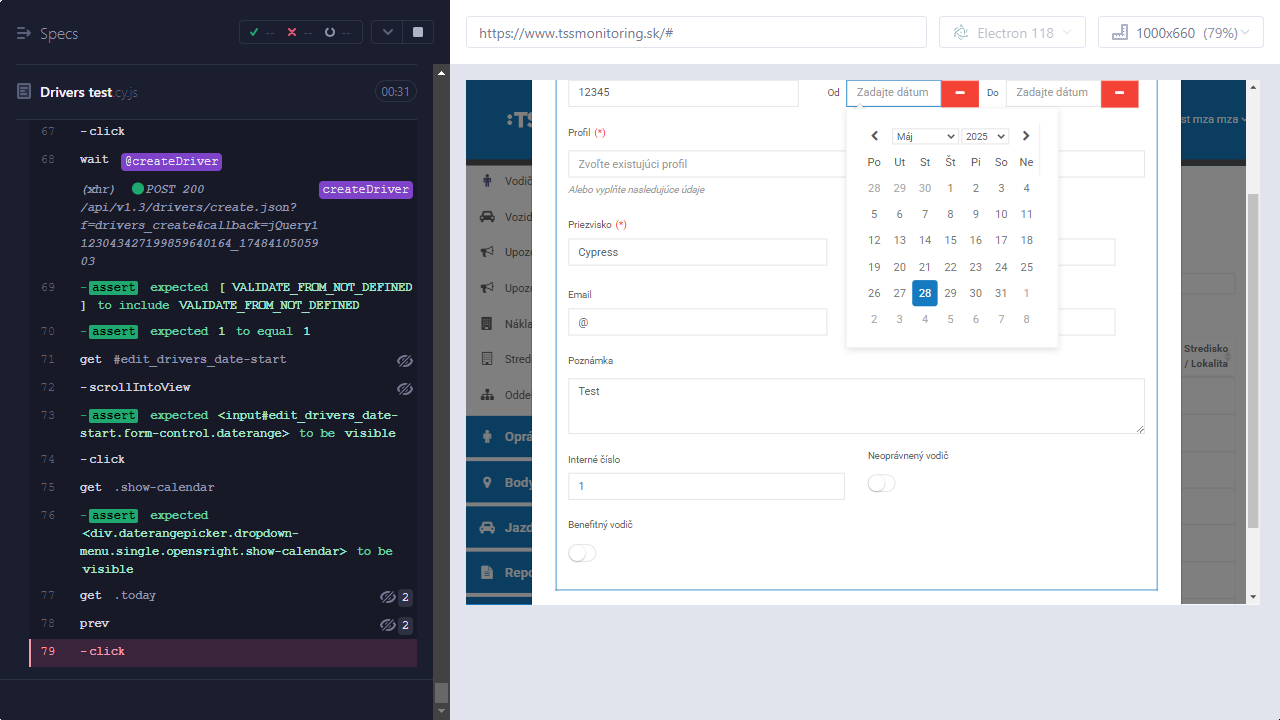 Specs
-- -- --
Drivers test.cy.js
00:31
67 -click
68 wait @createDriver
(xhr) POST 200 createDriver
/api/v1.3/drivers/create.json?
f=drivers_create&callback=jQuery1
1230434271998596401​64_17484105059
03
69 -assert expected [ VALIDATE_FROM_NOT_DEFINED
] to include VALIDATE_FROM_NOT_DEFINED
70 -assert expected 1 to equal 1
71 get #edit_drivers_date-start
72 -scrollIntoView
73 -assert expected <input#edit_drivers_date-
start.form-control.daterange> to be visible
74 -click
75 get .show-calendar
76 -assert expected
<div.daterangepicker.dropdown-
menu.single.opensright.show-calendar> to be
visible
77 get .today 2
78 prev 2
79 -click
https://www.tssmonitoring.sk/#
Electron 118
1000x660 (79%)
:TS
st mza mza
Vodič
Vozid
Upoz
Upoz
Nákla
Stred
Odde
Oprá
Body
Jazd
Repo
12345
Od
Zadajte dátum
Do
Zadajte dátum
Profil (*)
Zvoľte existujúci profil
Alebo vyplňte nasledujúce údaje
Priezvisko (*)
Cypress
Email
@
Poznámka
Test
Interné číslo
1
Neoprávnený vodič
Benefitný vodič
Máj 2025
Po Ut St Št Pi So Ne
28 29 30 1 2 3 4
5 6 7 8 9 10 11
12 13 14 15 16 17 18
19 20 21 22 23 24 25
26 27 28 29 30 31 1
2 3 4 5 6 7 8
Stredisko
/ Lokalita